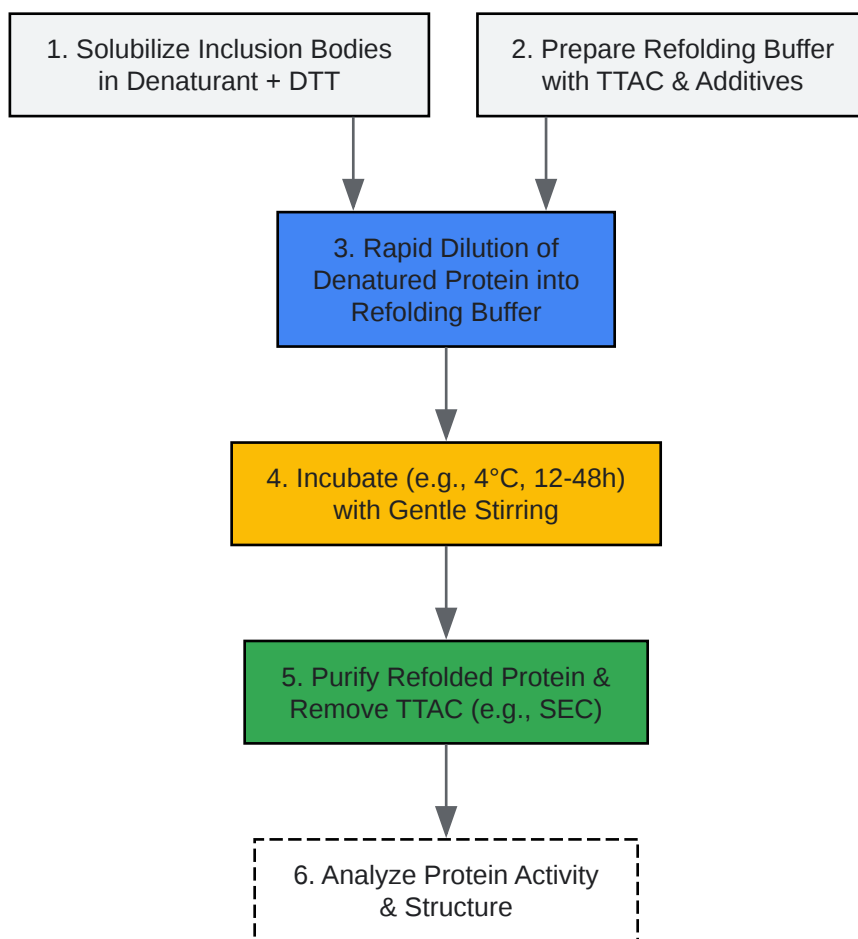 1. Solubilize Inclusion Bodies
in Denaturant + DTT
2. Prepare Refolding Buffer
with TTAC & Additives
3. Rapid Dilution of
Denatured Protein into
Refolding Buffer
4. Incubate (e.g., 4°C, 12-48h)
with Gentle Stirring
5. Purify Refolded Protein &
Remove TTAC (e.g., SEC)
6. Analyze Protein Activity
& Structure